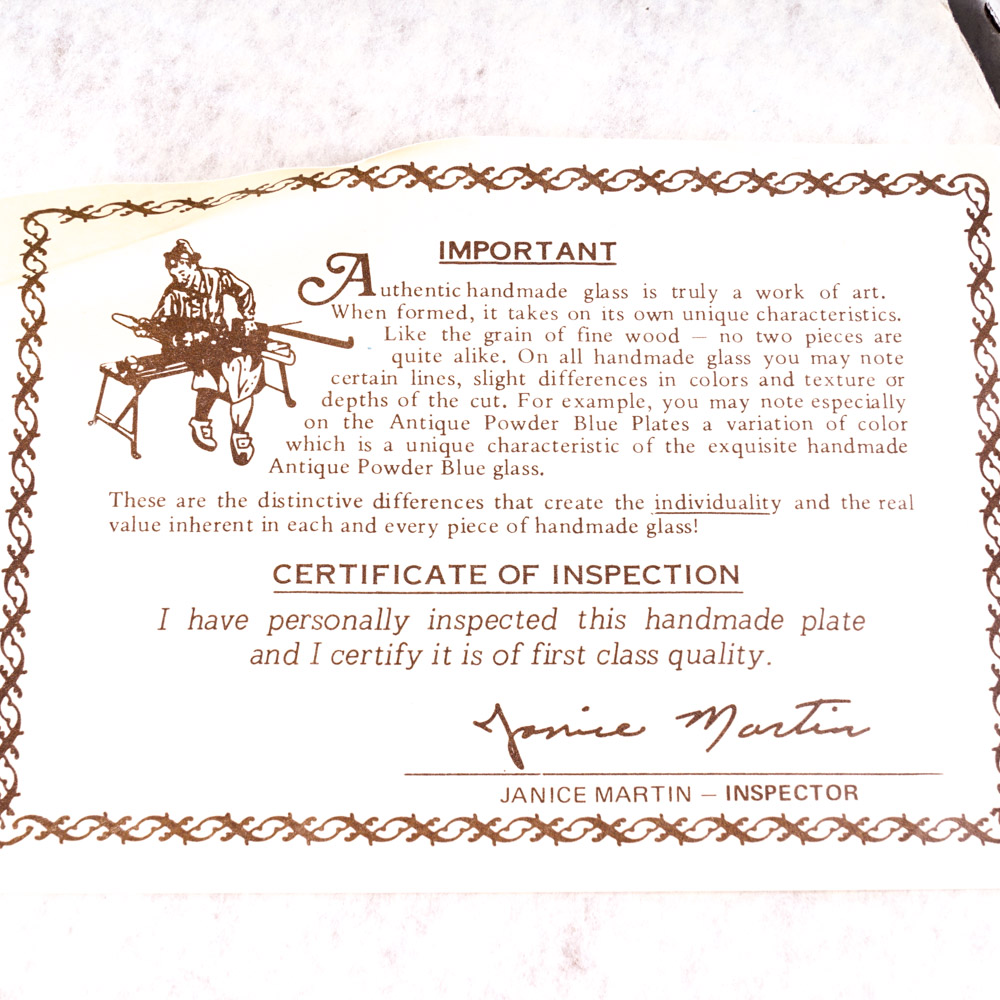 IMPORTANT
Authentic handmade glass is truly a work of art.
When formed, it takes on its own unique characteristics.
Like the grain of fine wood — no two pieces are
quite alike. On all handmade glass you may note
certain lines, slight differences in colors and texture or
depths of the cut. For example, you may note especially
on the Antique Powder Blue Plates a variation of color
which is a unique characteristic of the exquisite handmade
Antique Powder Blue glass.
These are the distinctive differences that create the individuality and the real
value inherent in each and every piece of handmade glass!
CERTIFICATE OF INSPECTION
I have personally inspected this handmade plate
and I certify it is of first class quality.
Janice Martin
JANICE MARTIN — INSPECTOR